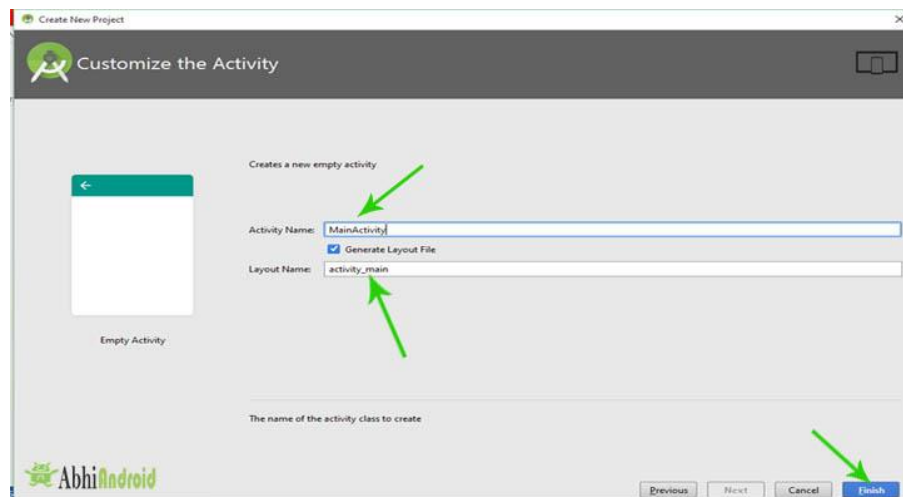 Create New Project
Customize the Activity
Creates a new empty activity
Activity Name: MainActivity
Generate Layout File
Layout Name: activity_main
Empty Activity
The name of the activity class to create
AbhiAndroid
Previous Next Cancel Finish